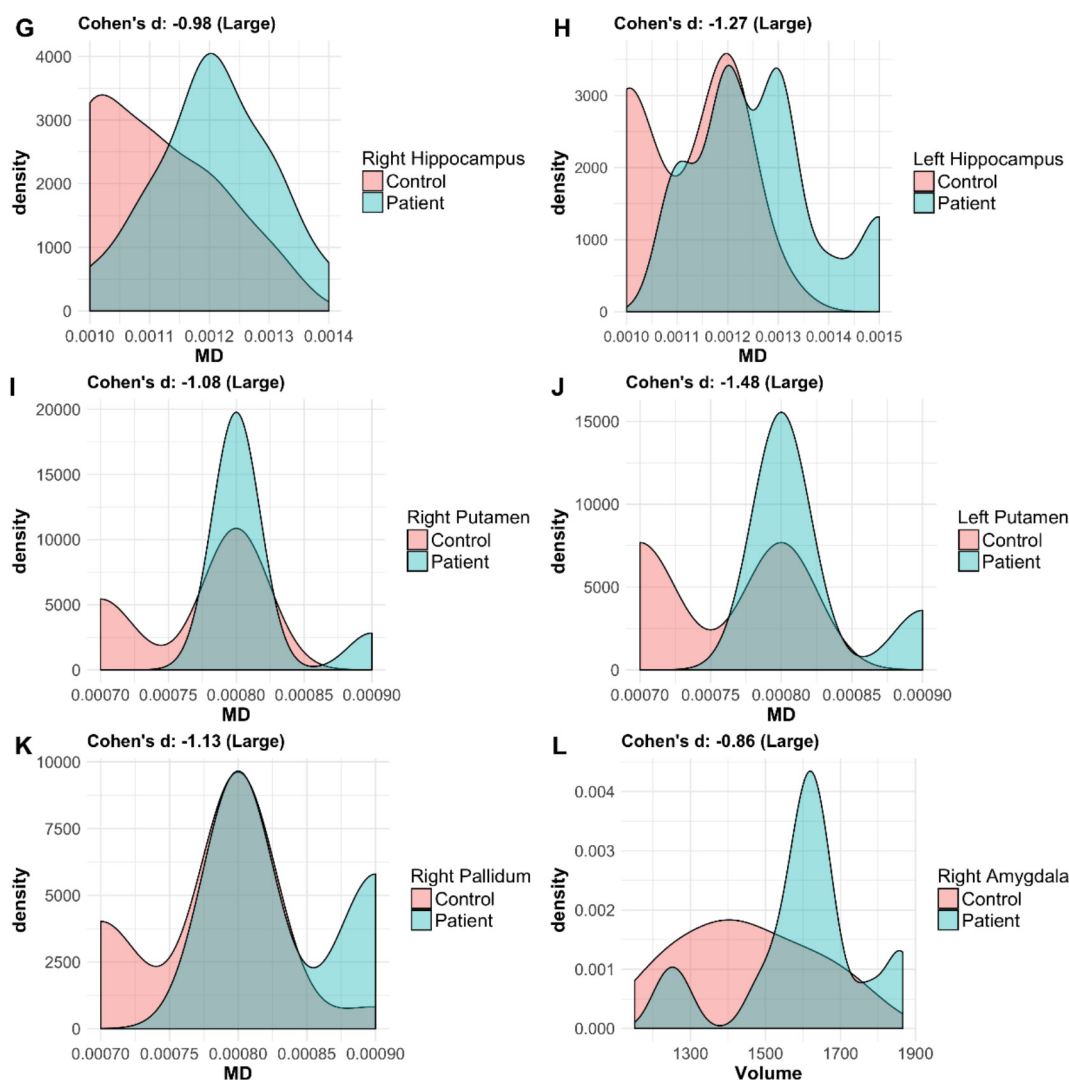 G
Cohen's d: -0.98 (Large)
4000
3000
2000
1000
0
density
0.0010 0.0011 0.0012 0.0013 0.0014
MD
Right Hippocampus
Control
Patient
H
Cohen's d: -1.27 (Large)
3000
2000
1000
0
density
0.0010 0.0011 0.0012 0.0013 0.0014 0.0015
MD
Left Hippocampus
Control
Patient
I
Cohen's d: -1.08 (Large)
20000
15000
10000
5000
0
density
0.00070 0.00075 0.00080 0.00085 0.00090
MD
Right Putamen
Control
Patient
J
Cohen's d: -1.48 (Large)
15000
10000
5000
0
density
0.00070 0.00075 0.00080 0.00085 0.00090
MD
Left Putamen
Control
Patient
K
Cohen's d: -1.13 (Large)
10000
7500
5000
2500
0
density
0.00070 0.00075 0.00080 0.00085 0.00090
MD
Right Pallidum
Control
Patient
L
Cohen's d: -0.86 (Large)
0.004
0.003
0.002
0.001
0.000
density
1300 1500 1700 1900
Volume
Right Amygdala
Control
Patient